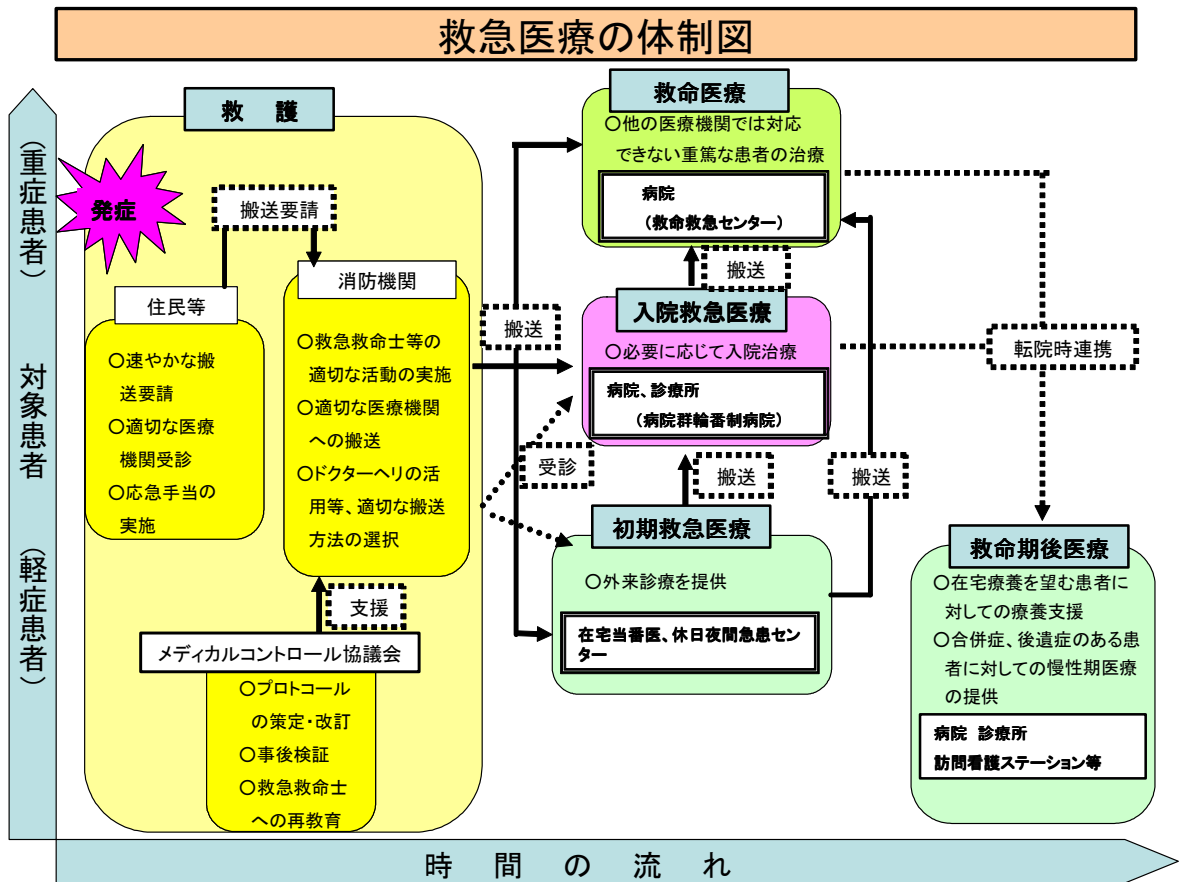 救急医療の体制図
(重症患者)
対象患者
(軽症患者)
救 護
発症
搬送要請
住民等
○速やかな搬
送要請
○適切な医療
機関受診
○応急手当の
実施
消防機関
○救急救命士等の
適切な活動の実施
○適切な医療機関
への搬送
○ドクターヘリの活
用等、適切な搬送
方法の選択
支援
メディカルコントロール協議会
○プロトコール
の策定・改訂
○事後検証
○救急救命士
への再教育
搬送
受診
救命医療
○他の医療機関では対応
できない重篤な患者の治療
病院
(救命救急センター)
搬送
入院救急医療
○必要に応じて入院治療
病院、診療所
(病院群輪番制病院)
搬送
搬送
初期救急医療
○外来診療を提供
在宅当番医、休日夜間急患セン
ター
転院時連携
救命期後医療
○在宅療養を望む患者に
対しての療養支援
○合併症、後遺症のある患
者に対しての慢性期医療
の提供
病院 診療所
訪問看護ステーション等
時 間 の 流 れ